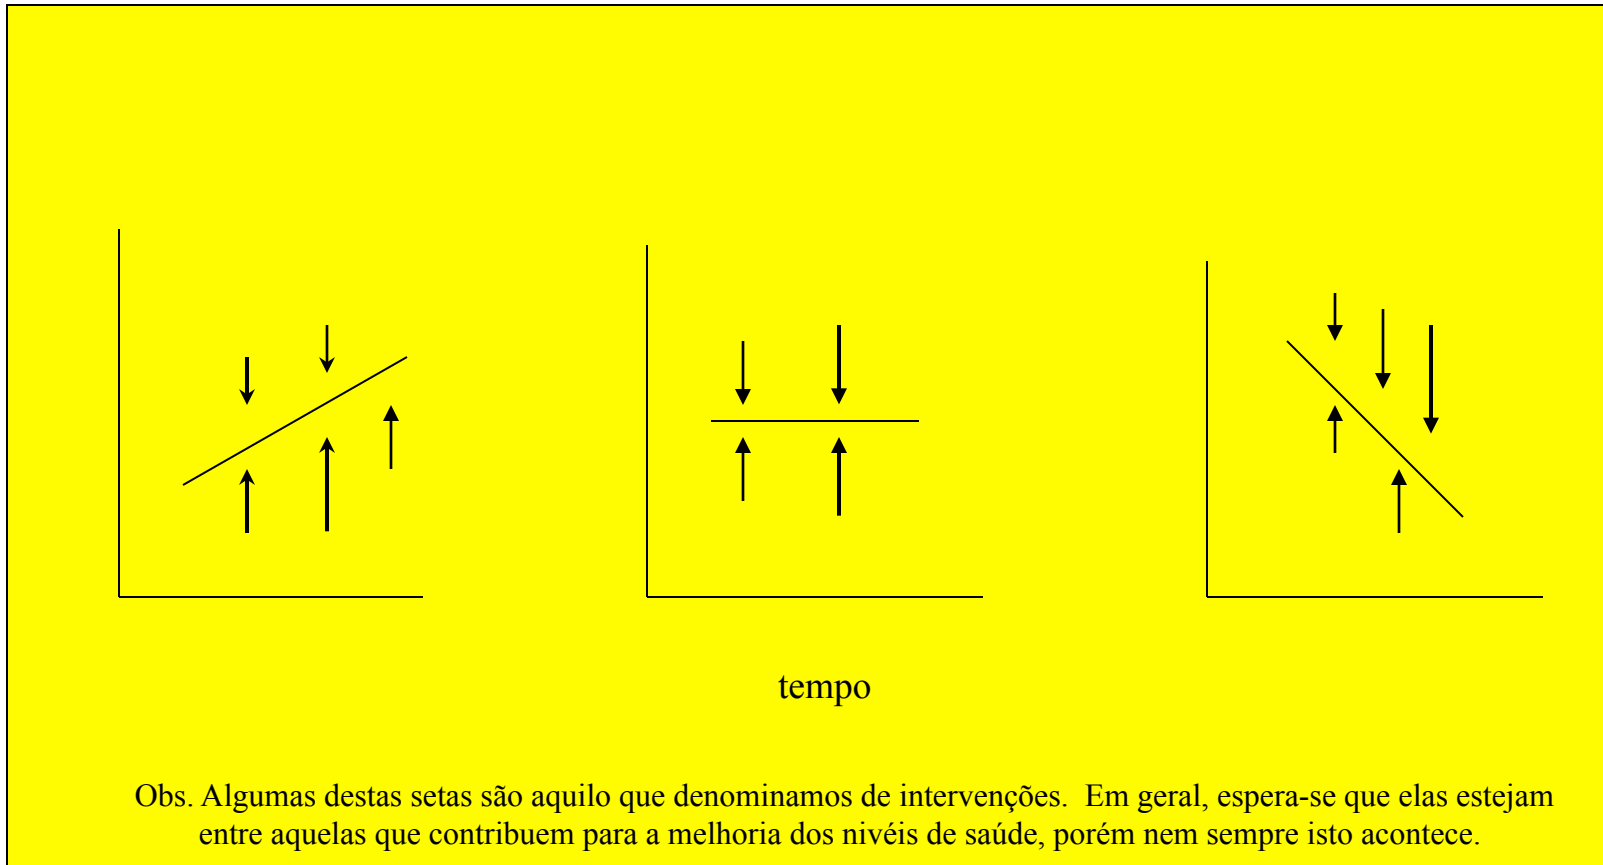 tempo
Obs. Algumas destas setas são aquilo que denominamos de intervenções.  Em geral, espera-se que elas estejam
entre aquelas que contribuem para a melhoria dos nivéis de saúde, porém nem sempre isto acontece.